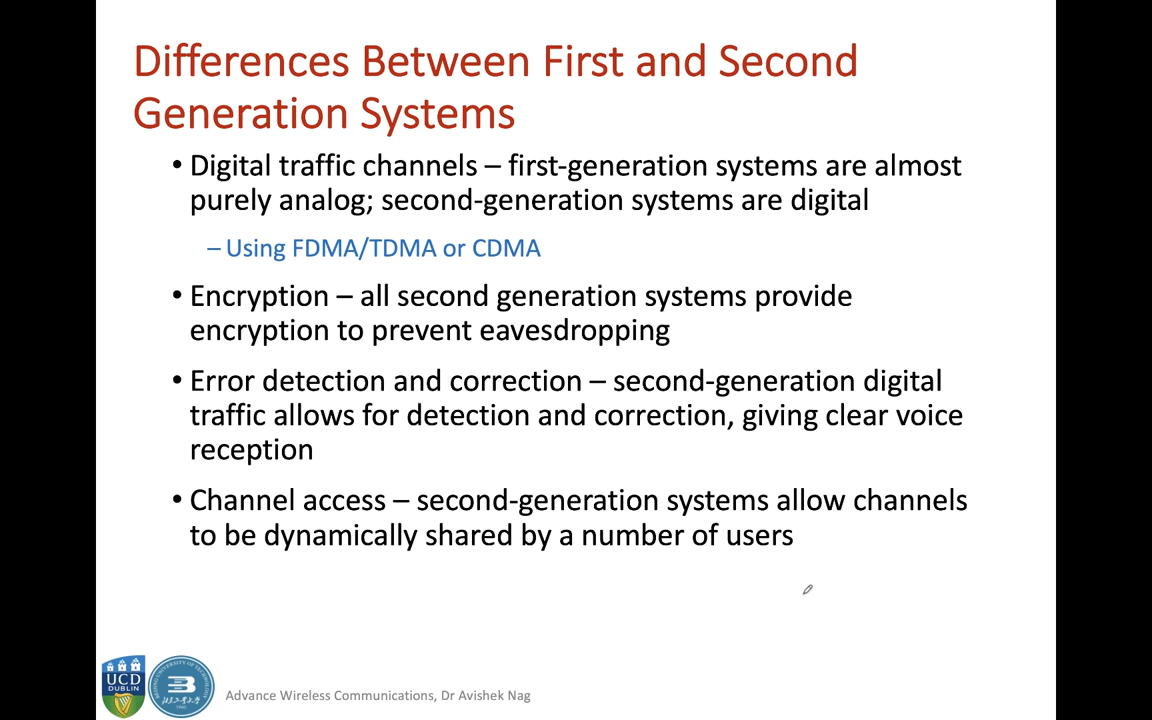 Differences Between First and Second
Generation Systems
• Digital traffic channels – first-generation systems are almost
purely analog; second-generation systems are digital
– Using FDMA/TDMA or CDMA
• Encryption – all second generation systems provide
encryption to prevent eavesdropping
• Error detection and correction – second-generation digital
traffic allows for detection and correction, giving clear voice
reception
• Channel access – second-generation systems allow channels
to be dynamically shared by a number of users
UCD
DUBLIN
Advance Wireless Communications, Dr Avishek Nag